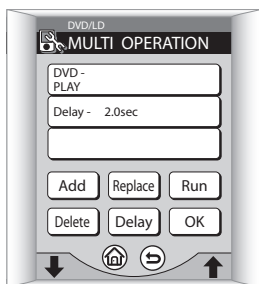 DVD/LD
MULTI OPERATION
DVD -
PLAY
Delay - 2.0sec
Add Replace Run
Delete Delay OK